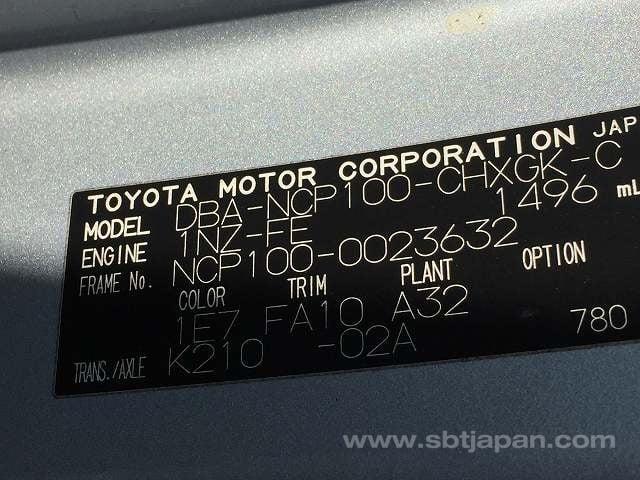 TOYOTA MOTOR CORPORATION JAP
MODEL DBA-NCP100-CHXGK-C
ENGINE 1NZ-FE 1496 mL
FRAME No. NCP100-0023632
COLOR TRIM PLANT OPTION
1E7 FA10 A32
TRANS./AXLE K210 -02A 780
www.sbtjapan.com